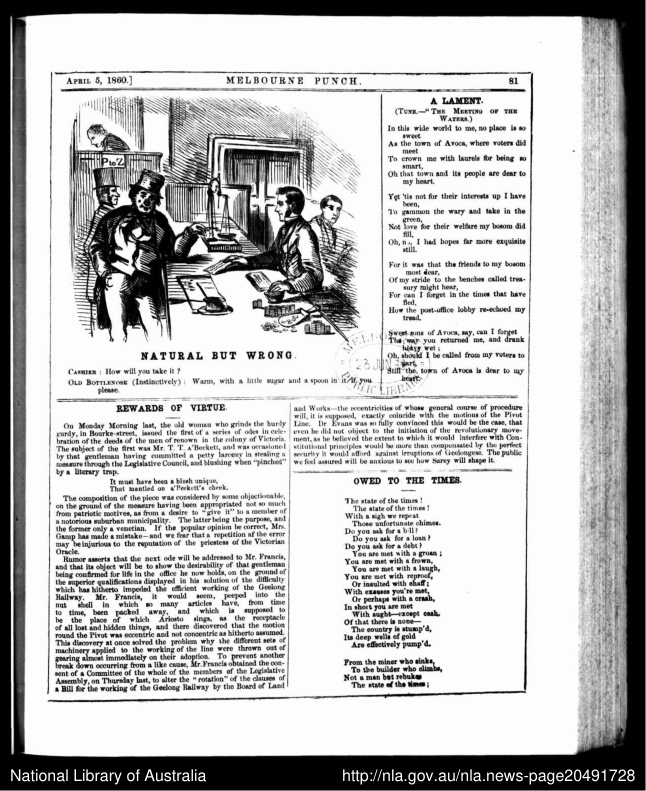 APRIL 5, 1860.]
MELBOURNE PUNCH.
81
P to Z
NATURAL BUT WRONG.
CASHIER : How will you take it ?
OLD BOTTLENOSE (Instinctively) : Warm, with a little sugar and a spoon in it, if you
please.
A LAMENT.
(TUNE.—"THE MEETING OF THE
WATERS.)
In this wide world to me, no place is so
sweet
As the town of Avoca, where voters did
meet
To crown me with laurels for being so
smart,
Oh that town and its people are dear to
my heart.
Yet 'tis not for their interests up I have
been,
To gammon the wary and take in the
green,
Not love for their welfare my bosom did
fill,
Oh, no, I had hopes far more exquisite
still.
For it was that the friends to my bosom
most dear,
Of my stride to the benches called trea-
sury might hear,
For can I forget in the times that have
fled,
How the post-office lobby re-echoed my
tread.
Sweet sons of Avoca, say, can I forget
The way you returned me, and drank
heavy wet ;
Oh, should I be called from my voters to
part,
Still the town of Avoca is dear to my
heart.
REWARDS OF VIRTUE.
On Monday Morning last, the old woman who grinds the hurdy
gurdy, in Bourke-street, issued the first of a series of odes in cele-
bration of the deeds of the men of renown in the colony of Victoria.
The subject of the first was Mr. T. T. A'Beckett, and was occasioned
by that gentleman having committed a petty larceny in stealing a
measure through the Legislative Council, and blushing when "pinched"
by a literary trap.
It must have been a blush unique,
That mantled on a'Beckett's cheek.
The composition of the piece was considered by some objectionable,
on the ground of the measure having been appropriated not so much
from patriotic motives, as from a desire to "give it" to a member of
a notorious suburban municipality. The latter being the purpose, and
the former only a venetian. If the popular opinion be correct, Mrs.
Gamp has made a mistake—and we fear that a repetition of the error
may be injurious to the reputation of the priestess of the Victorian
Oracle.
Rumor asserts that the next ode will be addressed to Mr. Francis,
and that its object will be to show the desirability of that gentleman
being confirmed for life in the office he now holds, on the ground of
the superior qualifications displayed in his solution of the difficulty
which has hitherto impeded the efficient working of the Geelong
Railway. Mr. Francis, it would seem, peeped into the
nut shell in which so many articles have, from time
to time, been packed away, and which is supposed to
be the place of which Ariosto sings, as the receptacle
of all lost and hidden things, and there discovered that the motion
round the Pivot was eccentric and not concentric as hitherto assumed.
This discovery at once solved the problem why the different sets of
machinery applied to the working of the line were thrown out of
gearing almost immediately on their adoption. To prevent another
break down occurring from a like cause, Mr. Francis obtained the con-
sent of a Committee of the whole of the members of the Legislative
Assembly, on Thursday last, to alter the "rotation" of the clauses of
a Bill for the working of the Geelong Railway by the Board of Land
and Works—the eccentricities of whose general course of procedure
will, it is supposed, exactly coincide with the motions of the Pivot
Line. Dr. Evans was so fully convinced this would be the case, that
even he did not object to the initiation of the revolutionary move-
ment, as he believed the extent to which it would interfere with Con-
stitutional principles would be more than compensated by the perfect
security it would afford against irruptions of Geelongese. The public
we feel assured will be anxious to see how Sarey will shape it.
OWED TO THE TIMES.
The state of the times !
The state of the times !
With a sigh we repeat
Those unfortunate chimes.
Do you ask for a bill ?
Do you ask for a loan ?
Do you ask for a debt ?
You are met with a groan ;
You are met with a frown,
You are met with a laugh,
You are met with reproof,
Or insulted with chaff ;
With excuses you're met,
Or perhaps with a crash,
In short you are met
With aught—except cash,
Of that there is none—
The country is stump'd,
Its deep wells of gold
Are effectively pump'd.
From the miner who sinks,
To the builder who climbs,
Not a man but rebukes
The state of the times ;
National Library of Australia
http://nla.gov.au/nla.news-page20491728